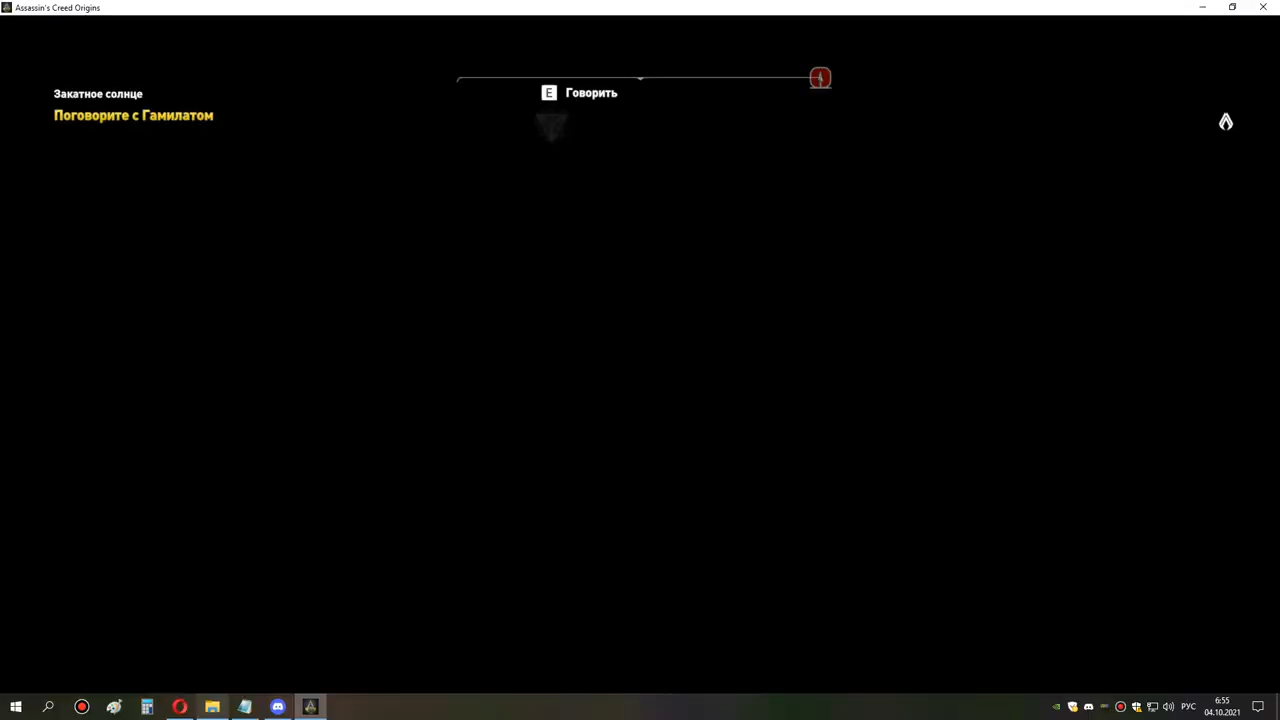 Assassin's Creed Origins
Закатное солнце
Поговорите с Гамилатом
E Говорить
РУС
6:55
04.10.2021